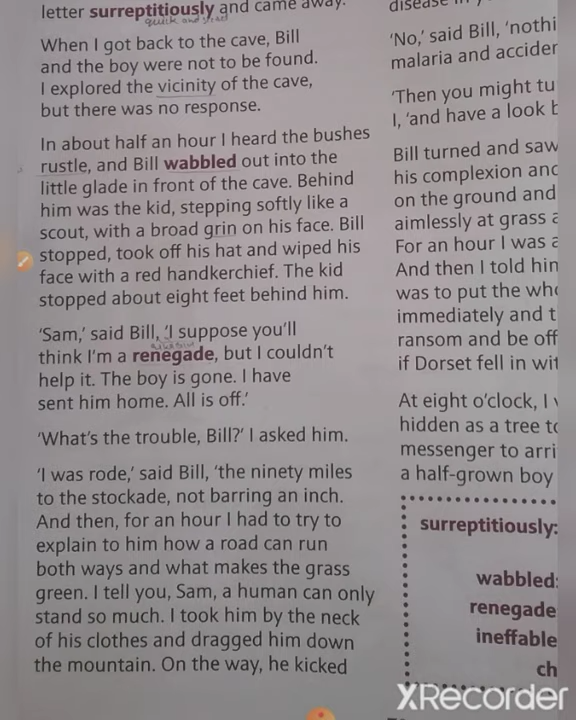 letter surreptitiously and came away.
quick and
When I got back to the cave, Bill
and the boy were not to be found.
I explored the vicinity of the cave,
but there was no response.
In about half an hour I heard the bushes
rustle, and Bill wabbled out into the
little glade in front of the cave. Behind
him was the kid, stepping softly like a
scout, with a broad grin on his face. Bill
stopped, took off his hat and wiped his
face with a red handkerchief. The kid
stopped about eight feet behind him.
‘Sam,’ said Bill, ‘I suppose you’ll
think I’m a renegade, but I couldn’t
help it. The boy is gone. I have
sent him home. All is off.’
‘What’s the trouble, Bill?’ I asked him.
‘I was rode,’ said Bill, ‘the ninety miles
to the stockade, not barring an inch.
And then, for an hour I had to try to
explain to him how a road can run
both ways and what makes the grass
green. I tell you, Sam, a human can only
stand so much. I took him by the neck
of his clothes and dragged him down
the mountain. On the way, he kicked
disease in y
‘No,’ said Bill, ‘nothi
malaria and acciden
‘Then you might tu
I, ‘and have a look b
Bill turned and saw
his complexion and
on the ground and
aimlessly at grass a
For an hour I was a
And then I told him
was to put the who
immediately and t
ransom and be off
if Dorset fell in wit
At eight o’clock, I w
hidden as a tree to
messenger to arri
a half-grown boy
surreptitiously:
wabbled:
renegade
ineffable
ch
XRecorder